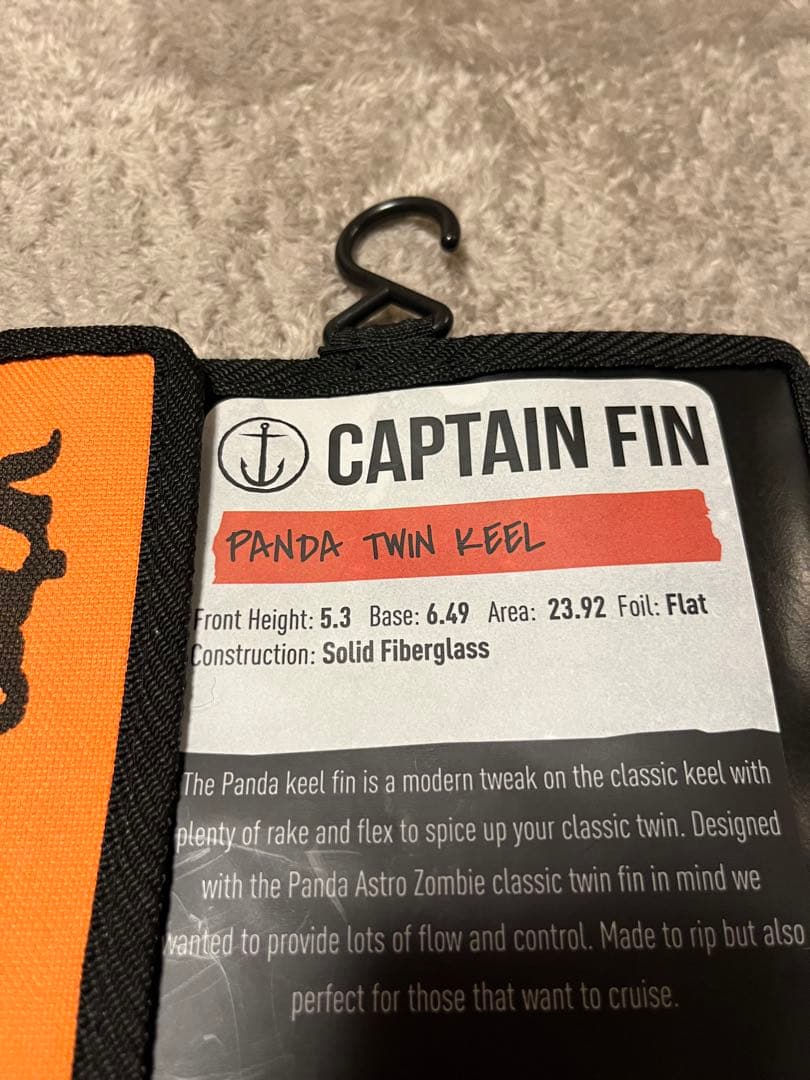 CAPTAIN FIN
PANDA TWIN KEEL
Front Height: 5.3 Base: 6.49 Area: 23.92 Foil: Flat
Construction: Solid Fiberglass
The Panda keel fin is a modern tweak on the classic keel with
plenty of rake and flex to spice up your classic twin. Designed
with the Panda Astro Zombie classic twin fin in mind we
wanted to provide lots of flow and control. Made to rip but also
perfect for those that want to cruise.